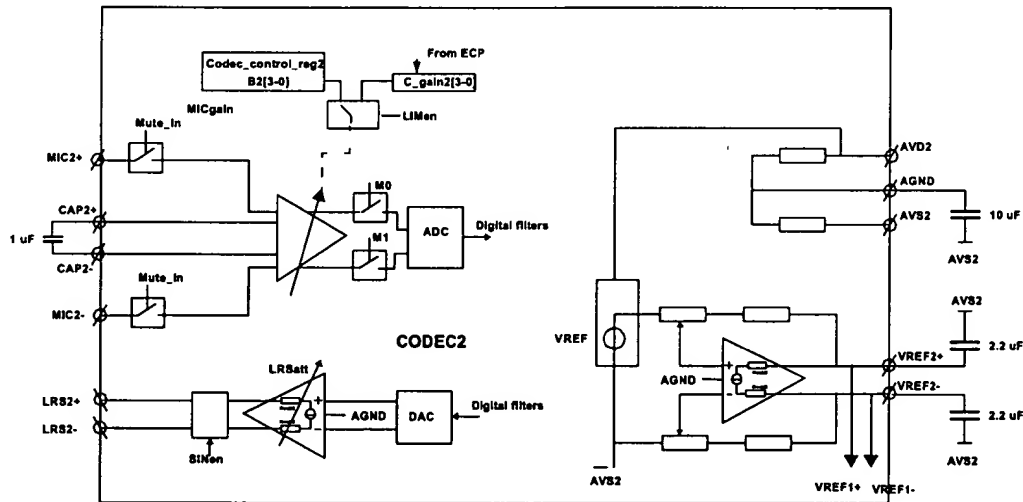 From ECP
Codec_control_reg2
B2[3-0]
C_gain2[3-0]
MICgain
LIMen
Mute_In
MIC2+
M0
CAP2+
1 uF
ADC
Digital filters
M1
CAP2-
Mute_In
MIC2-
CODEC2
LRSatt
LRS2+
AGND
DAC
Digital filters
LRS2-
SINen
AVD2
AGND
AVS2
10 uF
AVS2
AVS2
VREF
2.2 uF
VREF2+
AGND
VREF2-
2.2 uF
AVS2
AVS2
VREF1+
VREF1-